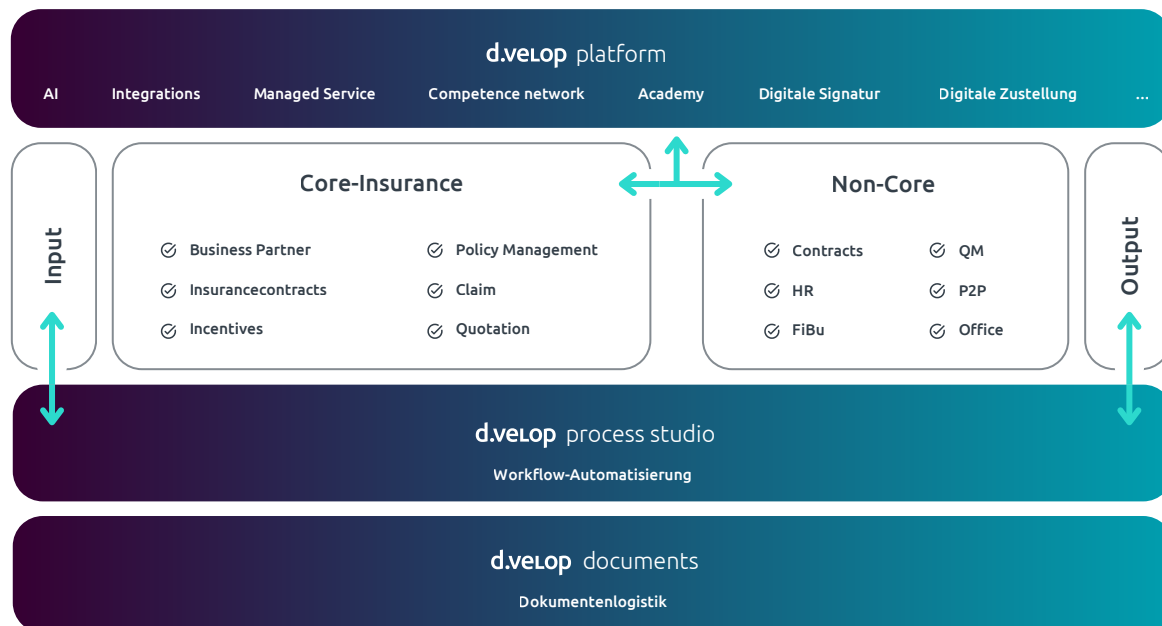 d.velop platform
AI Integrations Managed Service Competence network Academy Digitale Signatur Digitale Zustellung ...
Input
Core-Insurance
Business Partner
Insurancecontracts
Incentives
Policy Management
Claim
Quotation
Non-Core
Contracts
HR
FiBu
QM
P2P
Office
Output
d.velop process studio
Workflow-Automatisierung
d.velop documents
Dokumentenlogistik